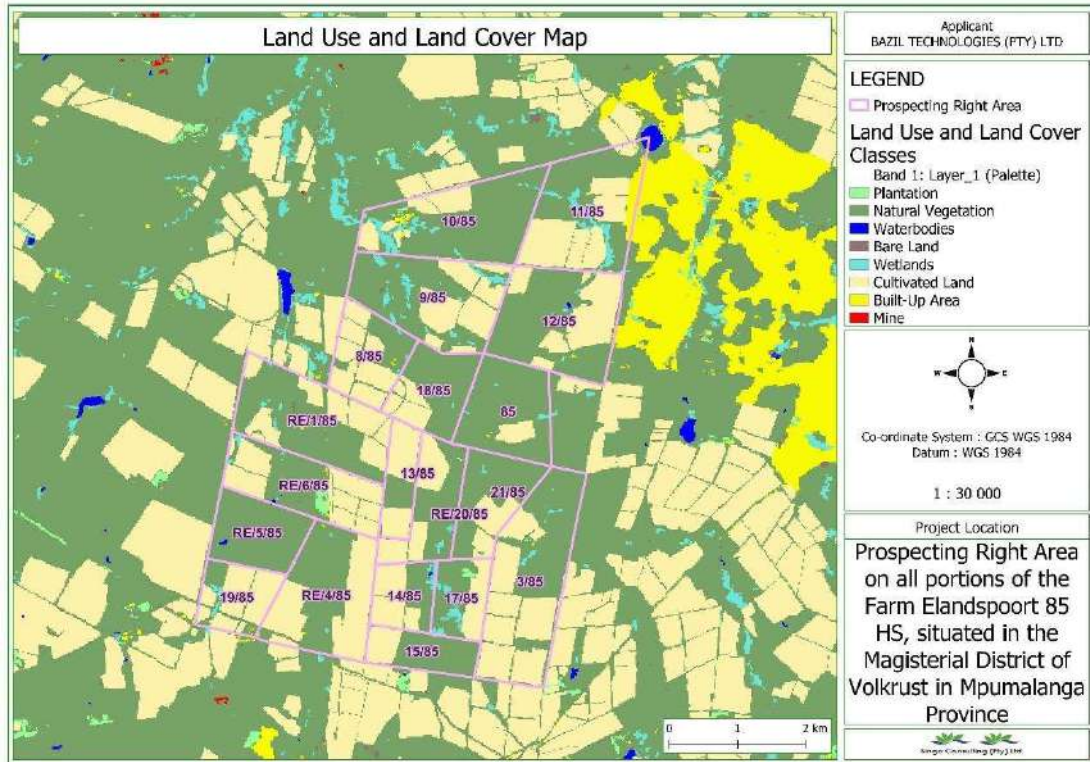 Land Use and Land Cover Map
Applicant
BAZIL TECHNOLOGIES (PTY) LTD
LEGEND
Prospecting Right Area
Land Use and Land Cover
Classes
Band 1: Layer_1 (Palette)
Plantation
Natural Vegetation
Waterbodies
Bare Land
Wetlands
Cultivated Land
Built-Up Area
Mine
N
W
E
S
Co-ordinate System : GCS WGS 1984
Datum : WGS 1984
1 : 30 000
Project Location
Prospecting Right Area
on all portions of the
Farm Elandspoort 85
HS, situated in the
Magisterial District of
Volkrust in Mpumalanga
Province
Singo Consulting (Pty) Ltd
10/85
11/85
9/85
12/85
8/85
18/85
85
RE/1/85
13/85
RE/6/85
21/85
RE/20/85
RE/5/85
3/85
19/85
RE/4/85
14/85
17/85
15/85
0 1 2 km